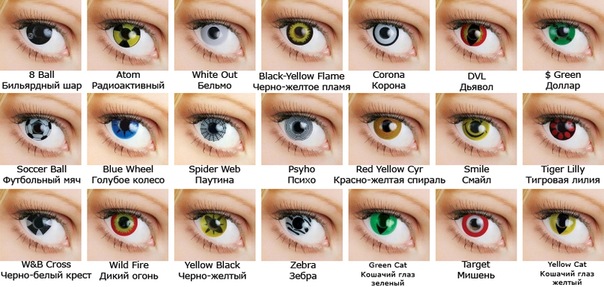 8 Ball
Бильярдный шар
Atom
Радиоактивный
White Out
Бельмо
Black-Yellow Flame
Черно-желтое пламя
Corona
Корона
DVL
Дьявол
$ Green
Доллар
Soccer Ball
Футбольный мяч
Blue Wheel
Голубое колесо
Spider Web
Паутина
Psyho
Психо
Red Yellow Cyr
Красно-желтая спираль
Smile
Смайл
Tiger Lilly
Тигровая лилия
W&B Cross
Черно-белый крест
Wild Fire
Дикий огонь
Yellow Black
Черно-желтый
Zebra
Зебра
Green Cat
Кошачий глаз
зеленый
Target
Мишень
Yellow Cat
Кошачий глаз
желтый